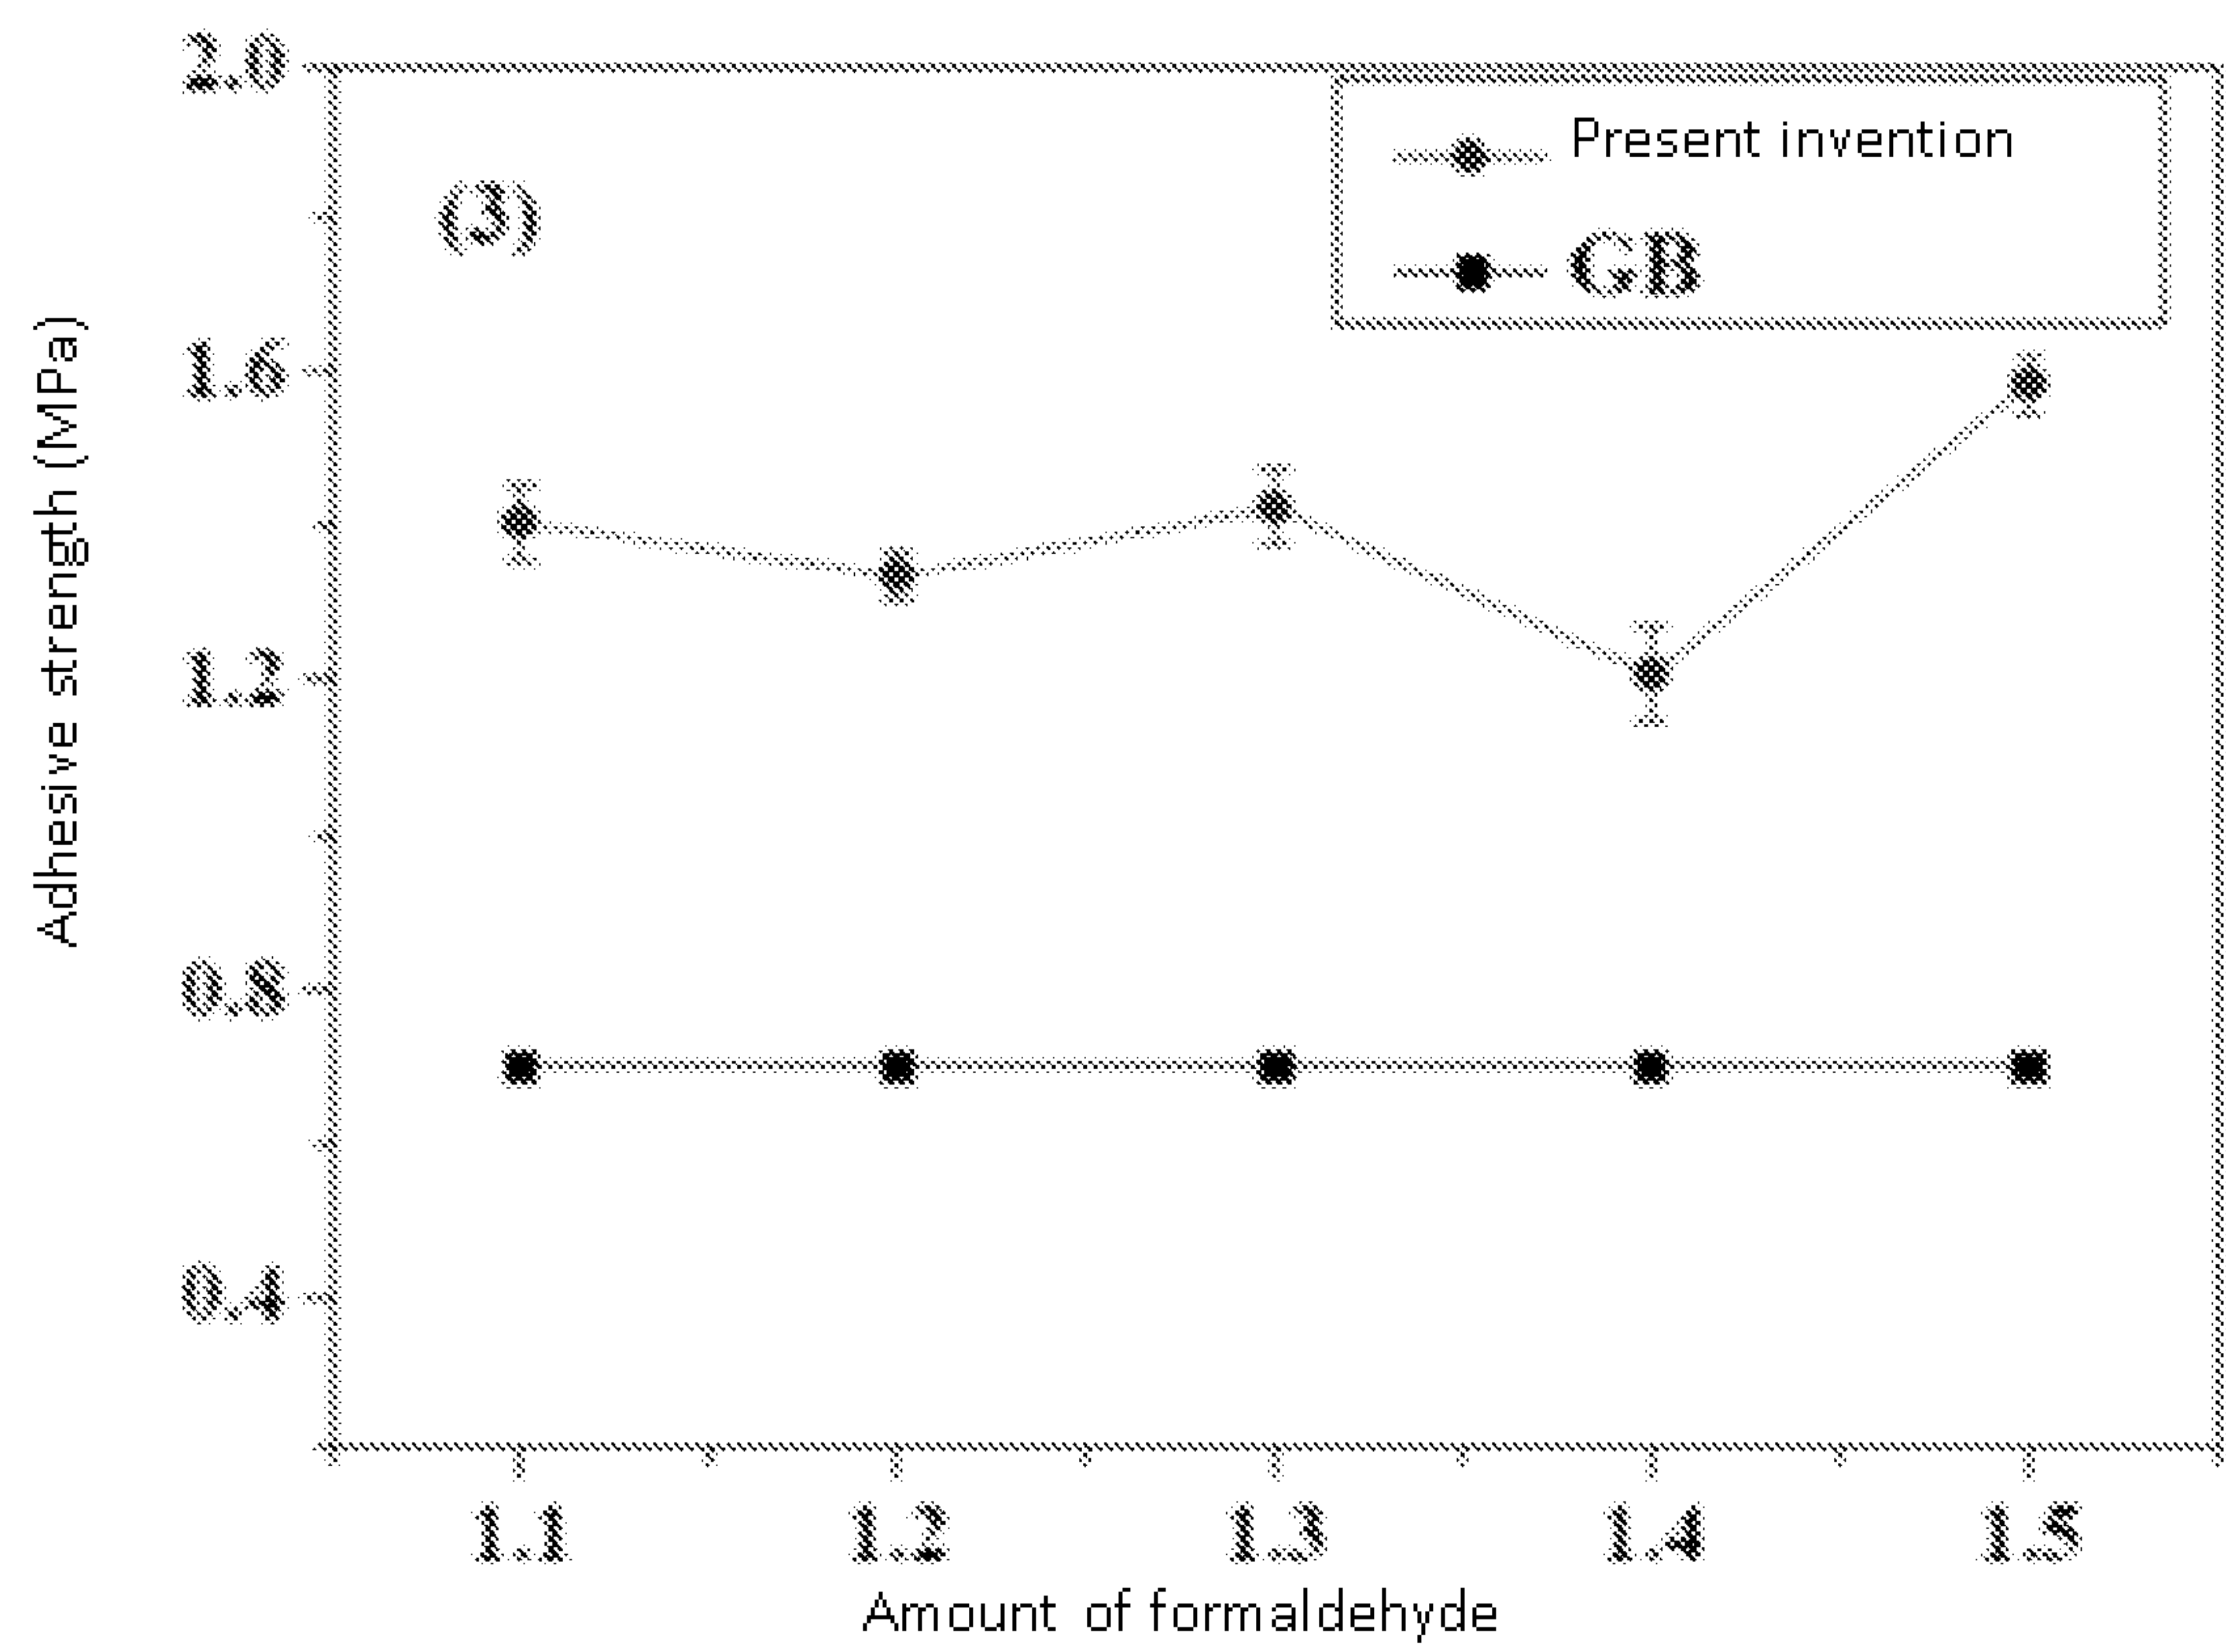 2.0
Present invention
(3)
GB
1.6
1.2
0.8
0.4
Adhesive strength (MPa)
1.1 1.2 1.3 1.4 1.5
Amount of formaldehyde